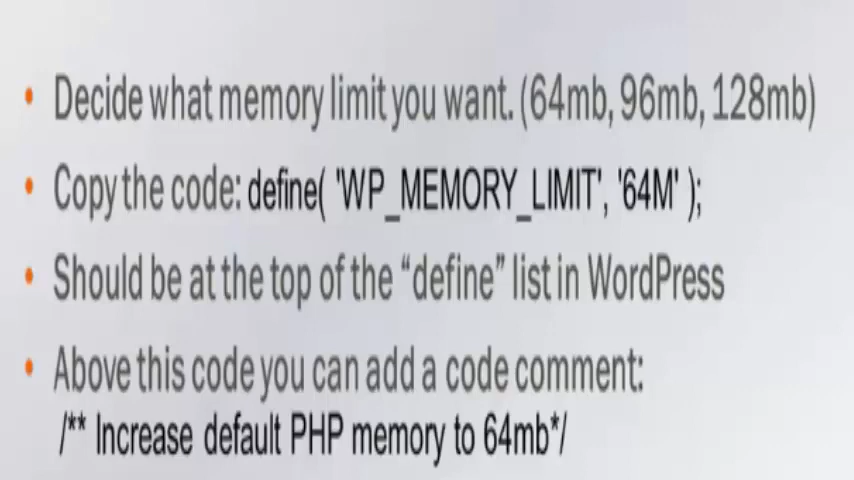 • Decide what memory limit you want. (64mb, 96mb, 128mb)
• Copy the code: define( 'WP_MEMORY_LIMIT', '64M' );
• Should be at the top of the “define” list in WordPress
• Above this code you can add a code comment:
/** Increase default PHP memory to 64mb*/